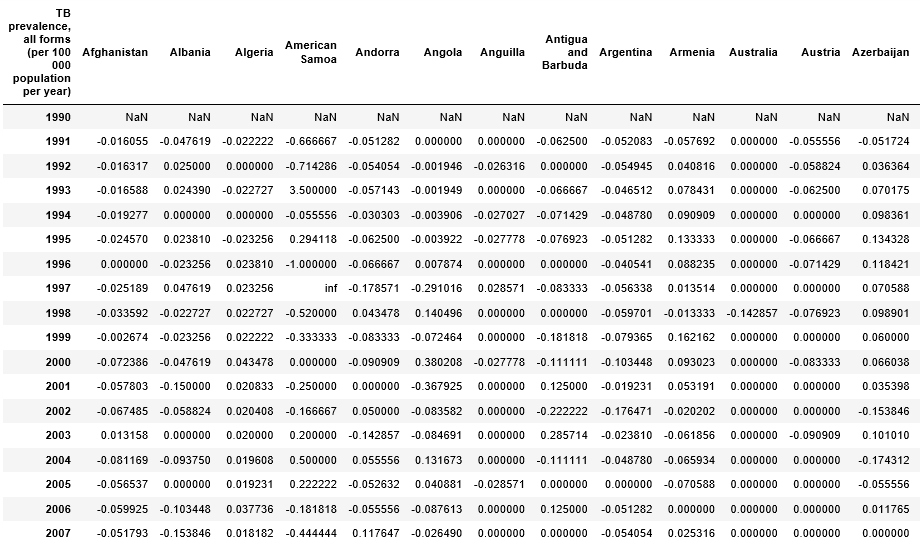 TB prevalence, all forms (per 100 000 population per year) Afghanistan Albania Algeria American Samoa Andorra Angola Anguilla Antigua and Barbuda Argentina Armenia Australia Austria Azerbaijan
1990 NaN NaN NaN NaN NaN NaN NaN NaN NaN NaN NaN NaN NaN
1991 -0.016055 -0.047619 -0.022222 -0.666667 -0.051282 0.000000 0.000000 -0.062500 -0.052083 -0.057692 0.000000 -0.055556 -0.051724
1992 -0.016317 0.025000 0.000000 -0.714286 -0.054054 -0.001946 -0.026316 0.000000 -0.054945 0.040816 0.000000 -0.058824 0.036364
1993 -0.016588 0.024390 -0.022727 3.500000 -0.057143 -0.001949 0.000000 -0.066667 -0.046512 0.078431 0.000000 -0.062500 0.070175
1994 -0.019277 0.000000 0.000000 -0.055556 -0.030303 -0.003906 -0.027027 -0.071429 -0.048780 0.090909 0.000000 0.000000 0.098361
1995 -0.024570 0.023810 -0.023256 0.294118 -0.062500 -0.003922 -0.027778 -0.076923 -0.051282 0.133333 0.000000 -0.066667 0.134328
1996 0.000000 -0.023256 0.023810 -1.000000 -0.066667 0.007874 0.000000 0.000000 -0.040541 0.088235 0.000000 -0.071429 0.118421
1997 -0.025189 0.047619 0.023256 inf -0.178571 -0.291016 0.028571 -0.083333 -0.056338 0.013514 0.000000 0.000000 0.070588
1998 -0.033592 -0.022727 0.022727 -0.520000 0.043478 0.140496 0.000000 0.000000 -0.059701 -0.013333 -0.142857 -0.076923 0.098901
1999 -0.002674 -0.023256 0.022222 -0.333333 -0.083333 -0.072464 0.000000 -0.181818 -0.079365 0.162162 0.000000 0.000000 0.060000
2000 -0.072386 -0.047619 0.043478 0.000000 -0.090909 0.380208 -0.027778 -0.111111 -0.103448 0.093023 0.000000 -0.083333 0.066038
2001 -0.057803 -0.150000 0.020833 -0.250000 0.000000 -0.367925 0.000000 0.125000 -0.019231 0.053191 0.000000 0.000000 0.035398
2002 -0.067485 -0.058824 0.020408 -0.166667 0.050000 -0.083582 0.000000 -0.222222 -0.176471 -0.020202 0.000000 0.000000 -0.153846
2003 0.013158 0.000000 0.020000 0.200000 -0.142857 -0.084691 0.000000 0.285714 -0.023810 -0.061856 0.000000 -0.090909 0.101010
2004 -0.081169 -0.093750 0.019608 0.500000 0.055556 0.131673 0.000000 -0.111111 -0.048780 -0.065934 0.000000 0.000000 -0.174312
2005 -0.056537 0.000000 0.019231 0.222222 -0.052632 0.040881 -0.028571 0.000000 0.000000 -0.070588 0.000000 0.000000 -0.055556
2006 -0.059925 -0.103448 0.037736 -0.181818 -0.055556 -0.087613 0.000000 0.125000 -0.051282 0.000000 0.000000 0.000000 0.011765
2007 -0.051793 -0.153846 0.018182 -0.444444 0.117647 -0.026490 0.000000 0.000000 -0.054054 0.025316 0.000000 0.000000 0.000000